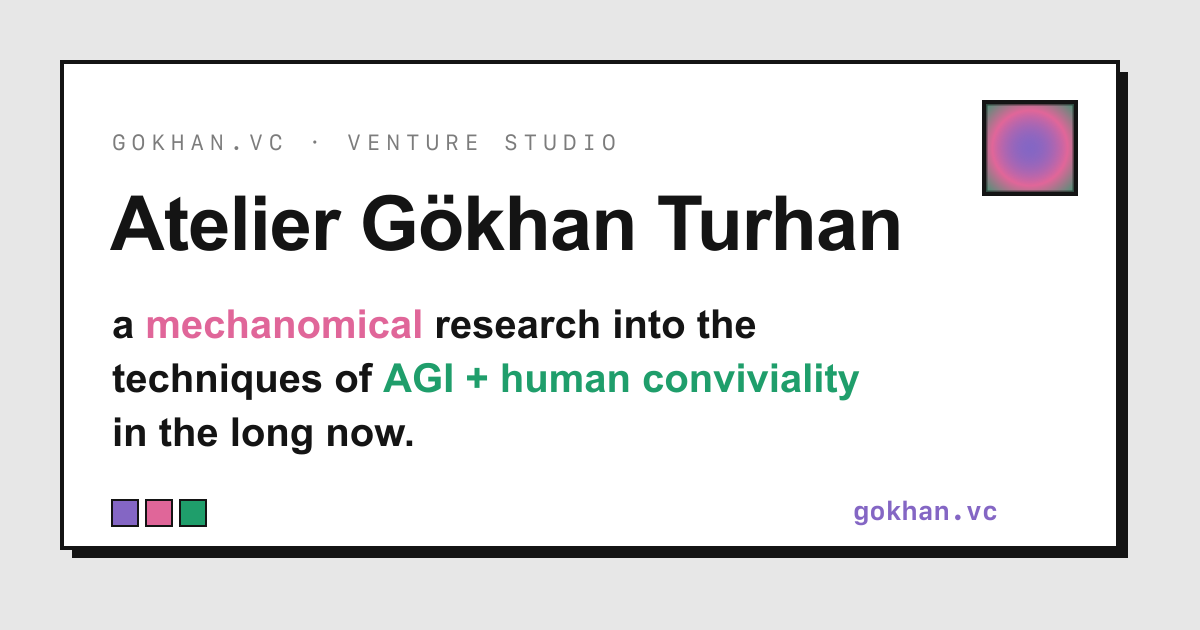 GOKHAN.VC · VENTURE STUDIO
Atelier Gökhan Turhan
a mechanomical research into the
techniques of AGI + human conviviality
in the long now.
gokhan.vc